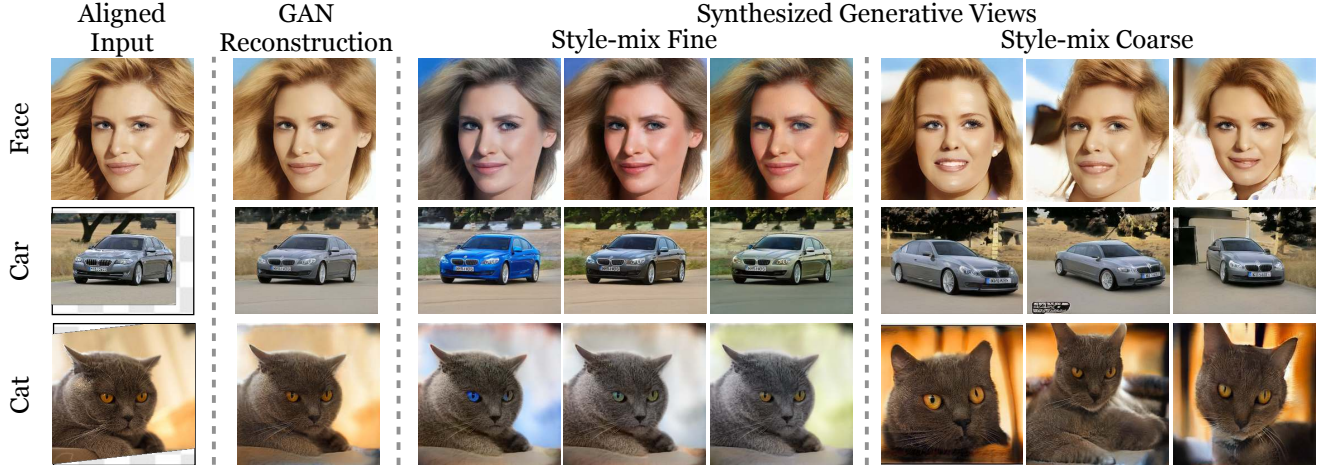 Aligned
Input
GAN
Reconstruction
Synthesized Generative Views
Style-mix Fine
Style-mix Coarse
Face
Car
Cat